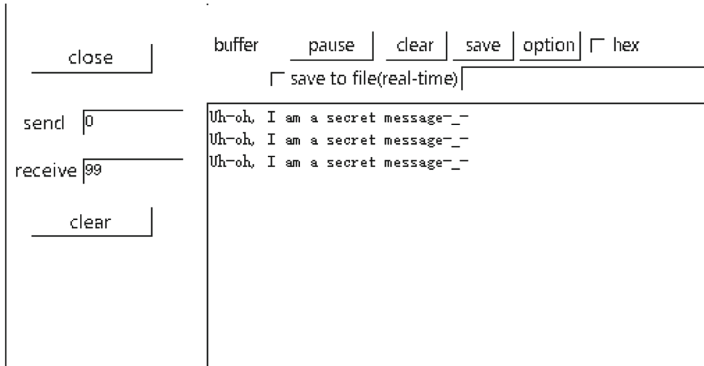 close
send 0
receive 99
clear
buffer pause clear save option hex
save to file(real-time)
Uh-oh, I am a secret message-_-
Uh-oh, I am a secret message-_-
Uh-oh, I am a secret message-_-